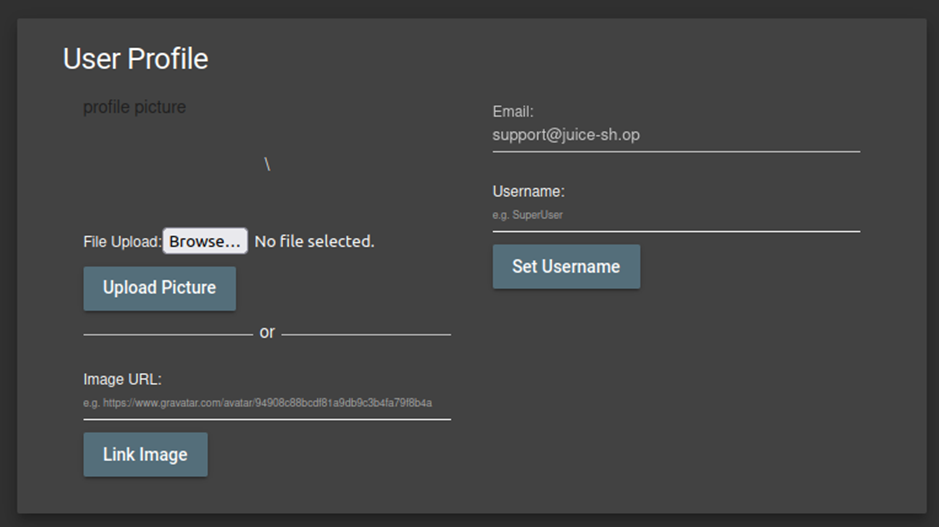 User Profile
profile picture
\
File Upload: Browse... No file selected.
Upload Picture
or
Image URL:
e.g. https://www.gravatar.com/avatar/94908c88bcdf81a9db9c3b4fa79f8b4a
Link Image
Email:
support@juice-sh.op
Username:
e.g. SuperUser
Set Username